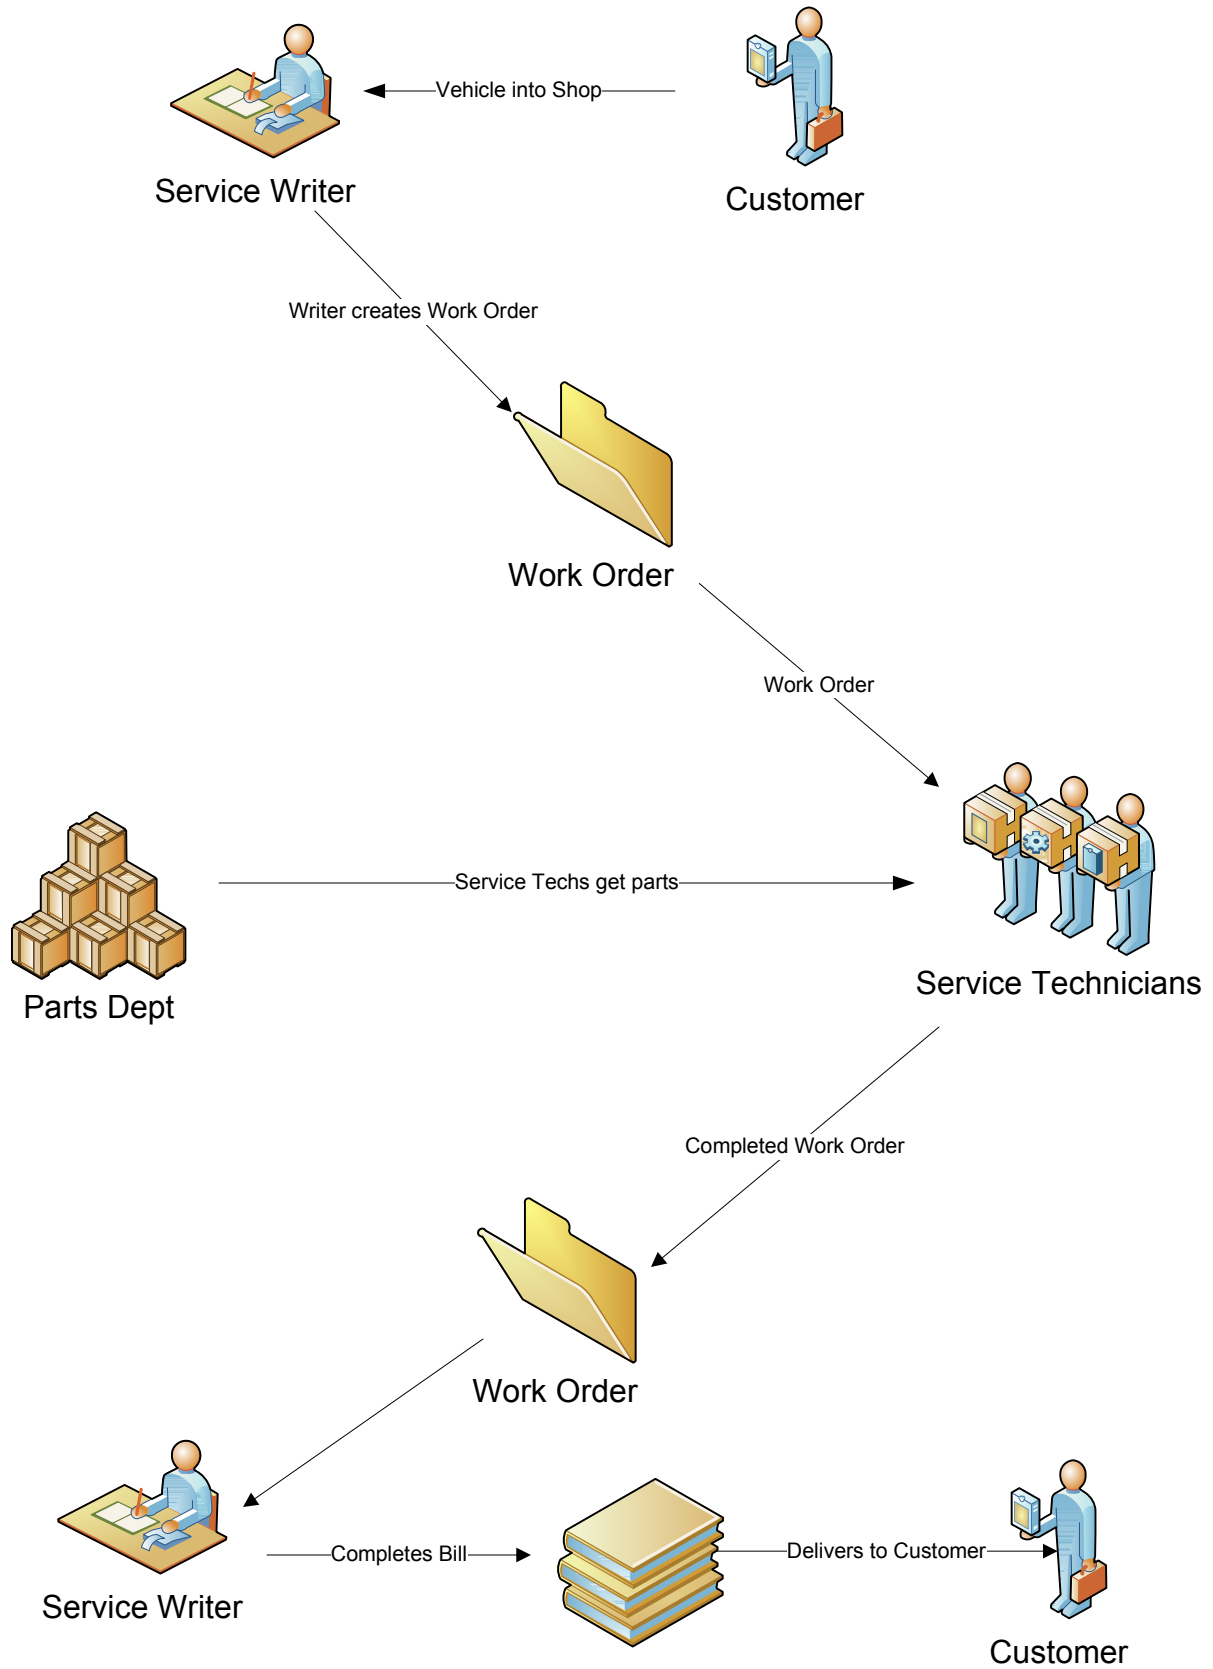 Vehicle into Shop
Service Writer
Customer
Writer creates Work Order
Work Order
Work Order
Service Techs get parts
Service Technicians
Parts Dept
Completed Work Order
Work Order
Completes Bill
Delivers to Customer
Service Writer
Customer